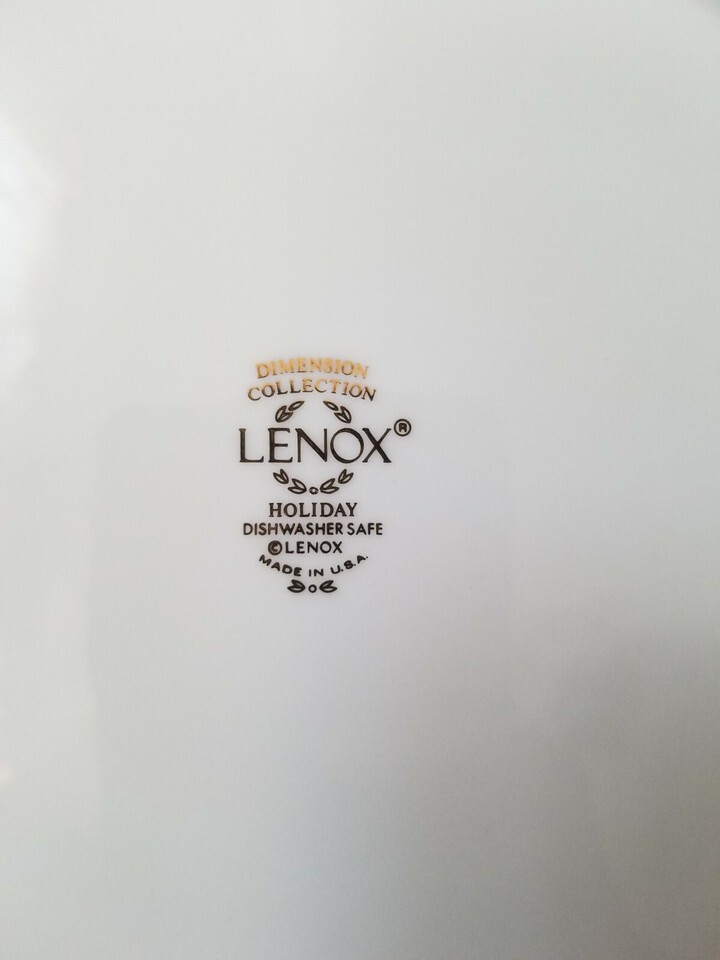 DIMENSION
COLLECTION
LENOX®
HOLIDAY
DISHWASHER SAFE
©LENOX
MADE IN U.S.A.